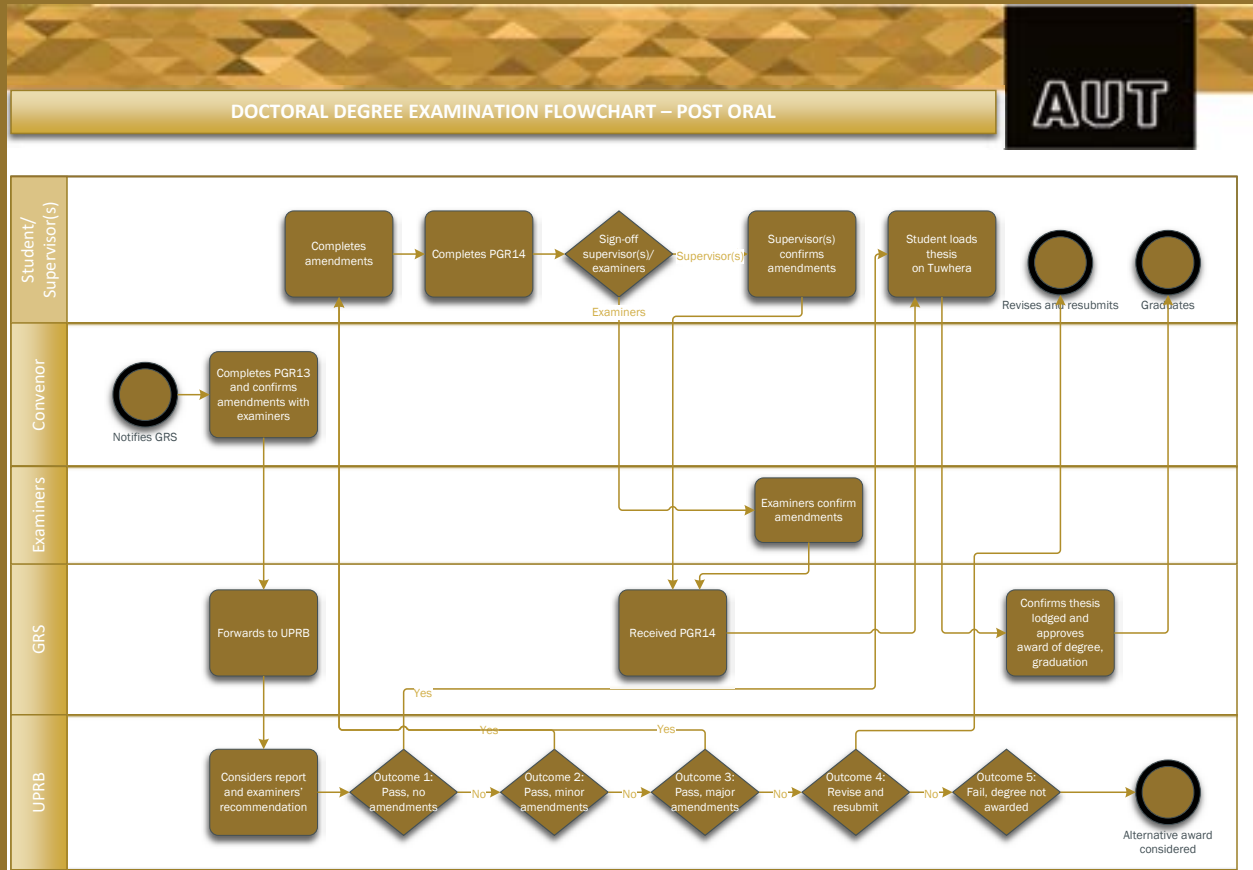 AUT
DOCTORAL DEGREE EXAMINATION FLOWCHART – POST ORAL
Student/
Supervisor(s)
Completes
amendments
Completes PGR14
Sign-off
supervisor(s)/
examiners
Supervisor(s)
Supervisor(s)
confirms
amendments
Student loads
thesis
on Tuwhera
Revises and resubmits
Graduates
Examiners
Convenor
Notifies GRS
Completes PGR13
and confirms
amendments with
examiners
Examiners
Examiners confirm
amendments
GRS
Forwards to UPRB
Received PGR14
Confirms thesis
lodged and
approves
award of degree,
graduation
Yes
Yes
Yes
UPRB
Considers report
and examiners’
recommendation
Outcome 1:
Pass, no
amendments
No
Outcome 2:
Pass, minor
amendments
No
Outcome 3:
Pass, major
amendments
No
Outcome 4:
Revise and
resubmit
No
Outcome 5:
Fail, degree not
awarded
Alternative award
considered